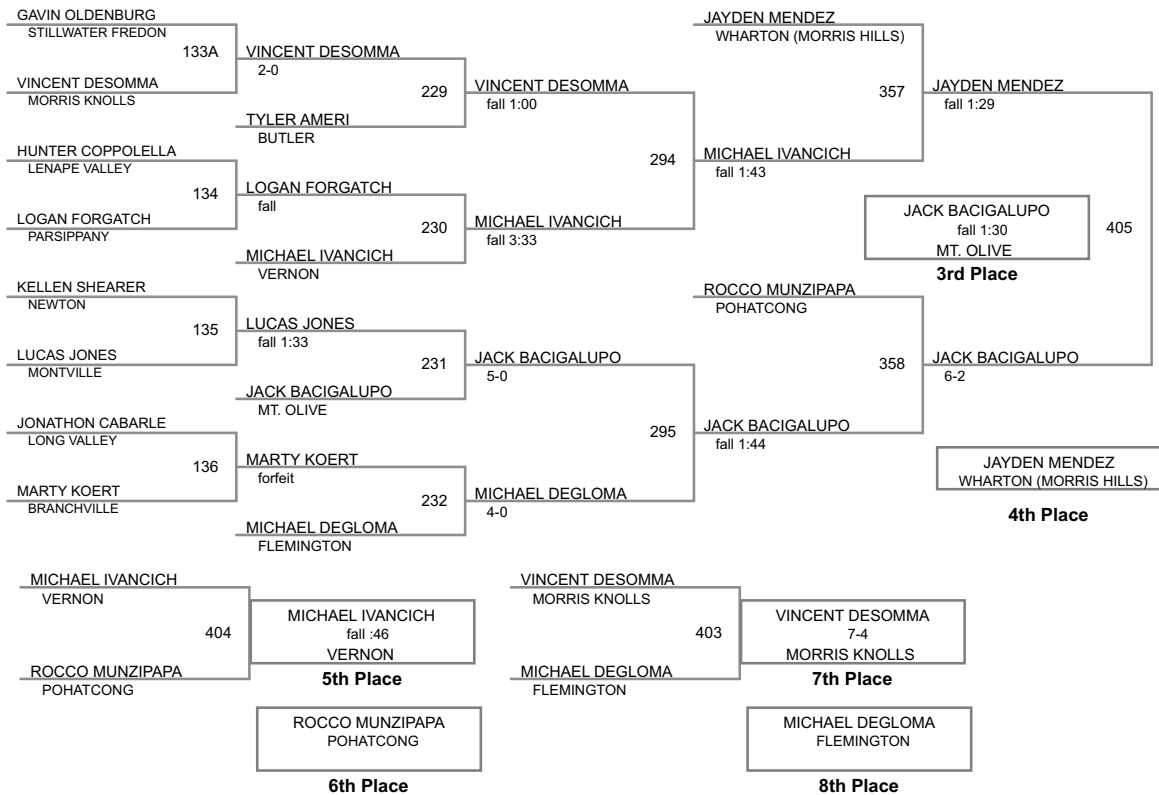 GAVIN OLDENBURG
STILLWATER FREDON
133A
VINCENT DESOMMA
MORRIS KNOLLS
HUNTER COPPOLELLA
LENAPE VALLEY
134
LOGAN FORGATCH
PARSIPPANY
KELLEN SHEARER
NEWTON
135
LUCAS JONES
MONTVILLE
JONATHON CABARLE
LONG VALLEY
136
MARTY KOERT
BRANCHVILLE
VINCENT DESOMMA
2-0
229
TYLER AMERI
BUTLER
LOGAN FORGATCH
fall
230
MICHAEL IVANCICH
VERNON
LUCAS JONES
fall 1:33
231
JACK BACIGALUPO
MT. OLIVE
MARTY KOERT
forfeit
232
MICHAEL DEGLOMA
FLEMINGTON
VINCENT DESOMMA
fall 1:00
294
MICHAEL IVANCICH
fall 3:33
JACK BACIGALUPO
5-0
295
MICHAEL DEGLOMA
4-0
JAYDEN MENDEZ
WHARTON (MORRIS HILLS)
357
MICHAEL IVANCICH
fall 1:43
ROCCO MUNZIPAPA
POHATCONG
358
JACK BACIGALUPO
fall 1:44
JAYDEN MENDEZ
fall 1:29
405
JACK BACIGALUPO
6-2
JACK BACIGALUPO
fall 1:30
MT. OLIVE
3rd Place
JAYDEN MENDEZ
WHARTON (MORRIS HILLS)
4th Place
MICHAEL IVANCICH
VERNON
404
ROCCO MUNZIPAPA
POHATCONG
MICHAEL IVANCICH
fall :46
VERNON
5th Place
ROCCO MUNZIPAPA
POHATCONG
6th Place
VINCENT DESOMMA
MORRIS KNOLLS
403
MICHAEL DEGLOMA
FLEMINGTON
VINCENT DESOMMA
7-4
MORRIS KNOLLS
7th Place
MICHAEL DEGLOMA
FLEMINGTON
8th Place